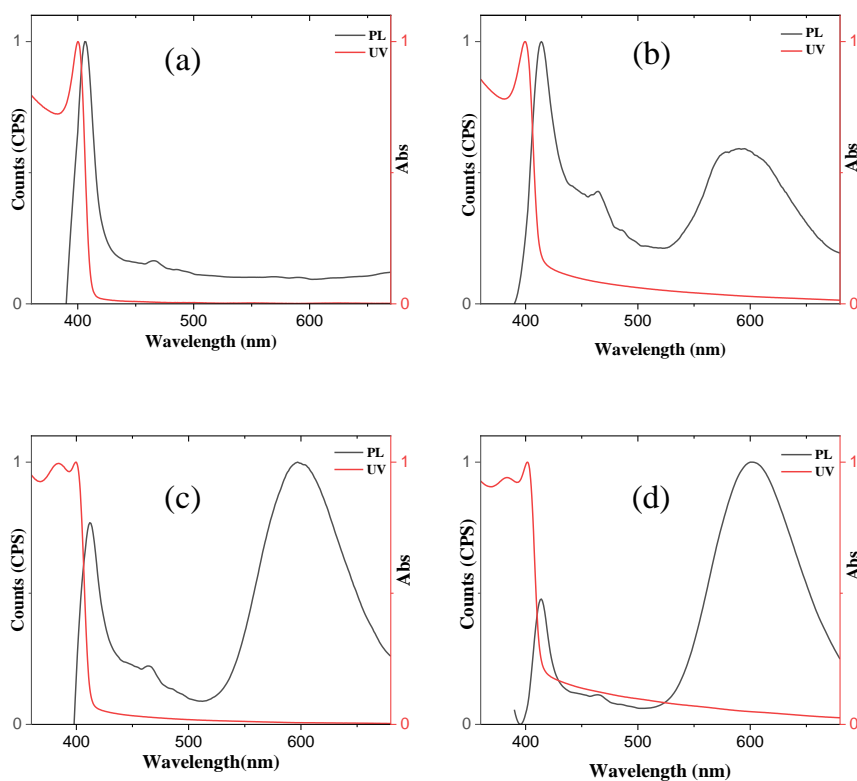 (a)
PL
UV
1
1
Counts (CPS)
Abs
0
0
400
500
600
Wavelength (nm)
(b)
PL
UV
1
1
Counts (CPS)
Abs
0
0
400
500
600
Wavelength (nm)
(c)
PL
UV
1
1
Counts (CPS)
Abs
0
0
400
500
600
Wavelength(nm)
(d)
PL
UV
1
1
Counts (CPS)
Abs
0
0
400
500
600
Wavelength (nm)